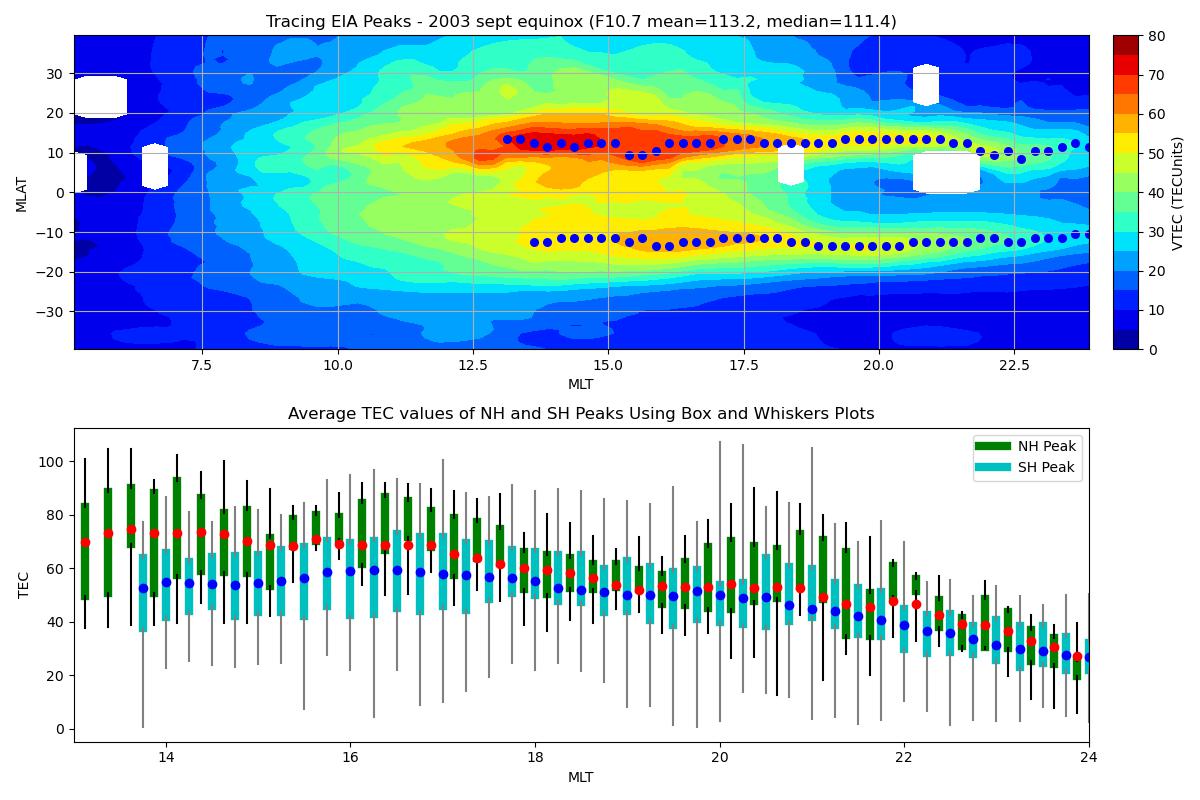 Tracing EIA Peaks - 2003 sept equinox (F10.7 mean=113.2, median=111.4)
30
20
10
0
−10
−20
−30
MLAT
7.5 10.0 12.5 15.0 17.5 20.0 22.5
MLT
80
70
60
50
40
30
20
10
0
VTEC (TECUnits)
Average TEC values of NH and SH Peaks Using Box and Whiskers Plots
NH Peak
SH Peak
100
80
60
40
20
0
TEC
14 16 18 20 22 24
MLT